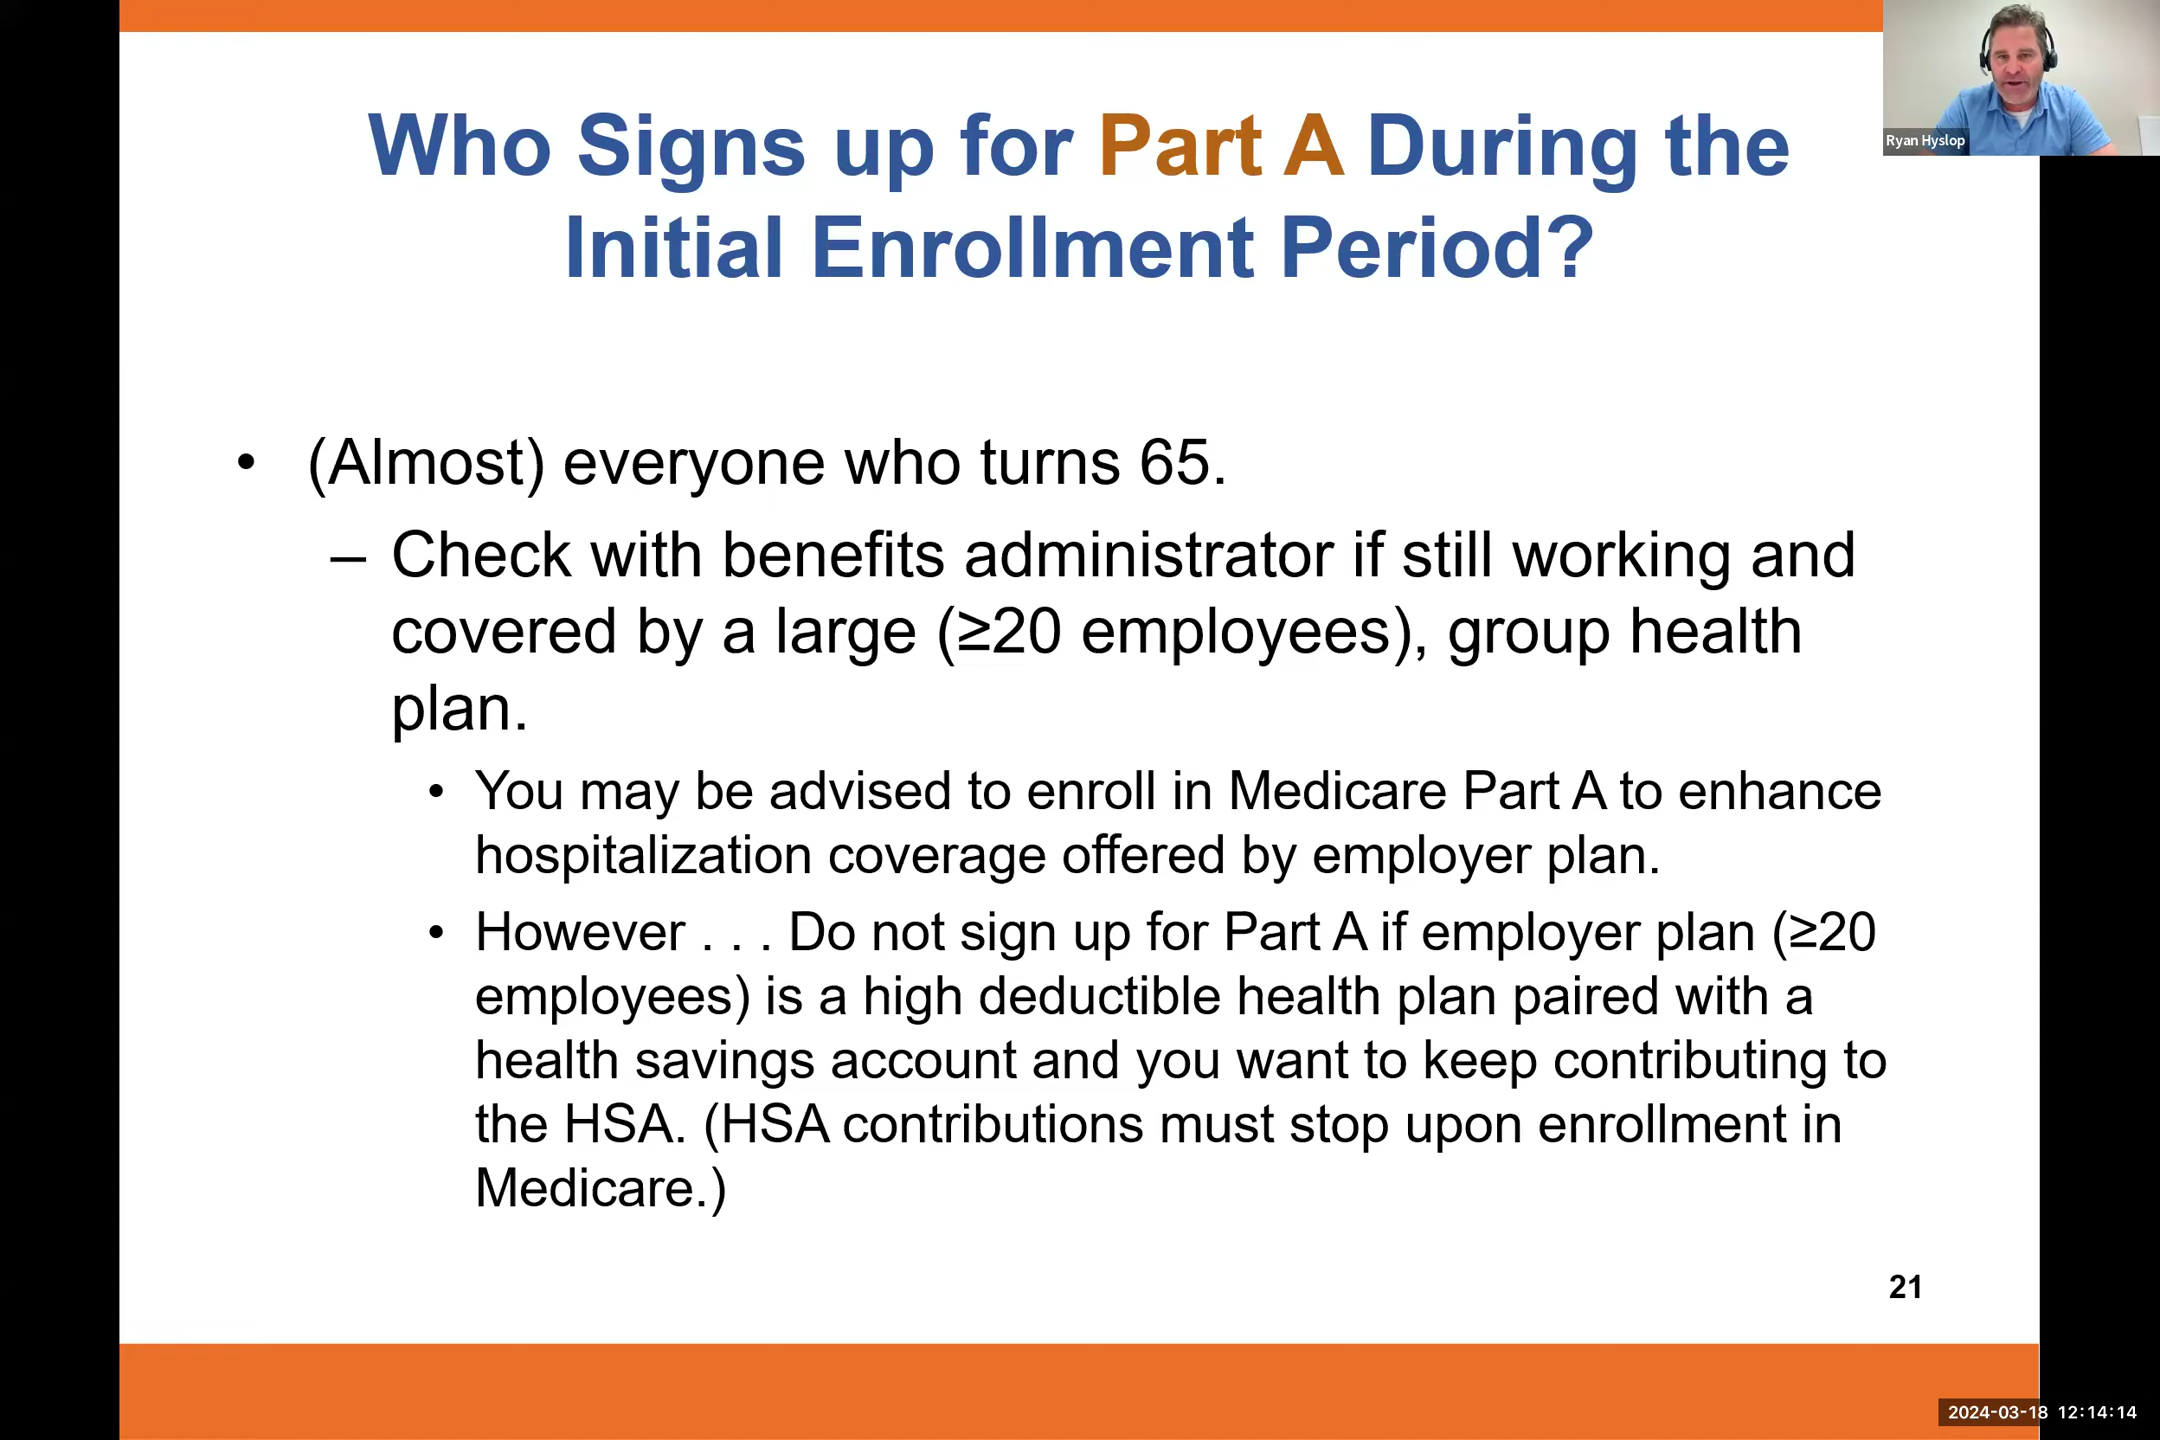 Who Signs up for Part A During the
Initial Enrollment Period?
• (Almost) everyone who turns 65.
– Check with benefits administrator if still working and
covered by a large (≥20 employees), group health
plan.
• You may be advised to enroll in Medicare Part A to enhance
hospitalization coverage offered by employer plan.
• However . . . Do not sign up for Part A if employer plan (≥20
employees) is a high deductible health plan paired with a
health savings account and you want to keep contributing to
the HSA. (HSA contributions must stop upon enrollment in
Medicare.)
21
Ryan Hyslop
2024-03-18 12:14:14